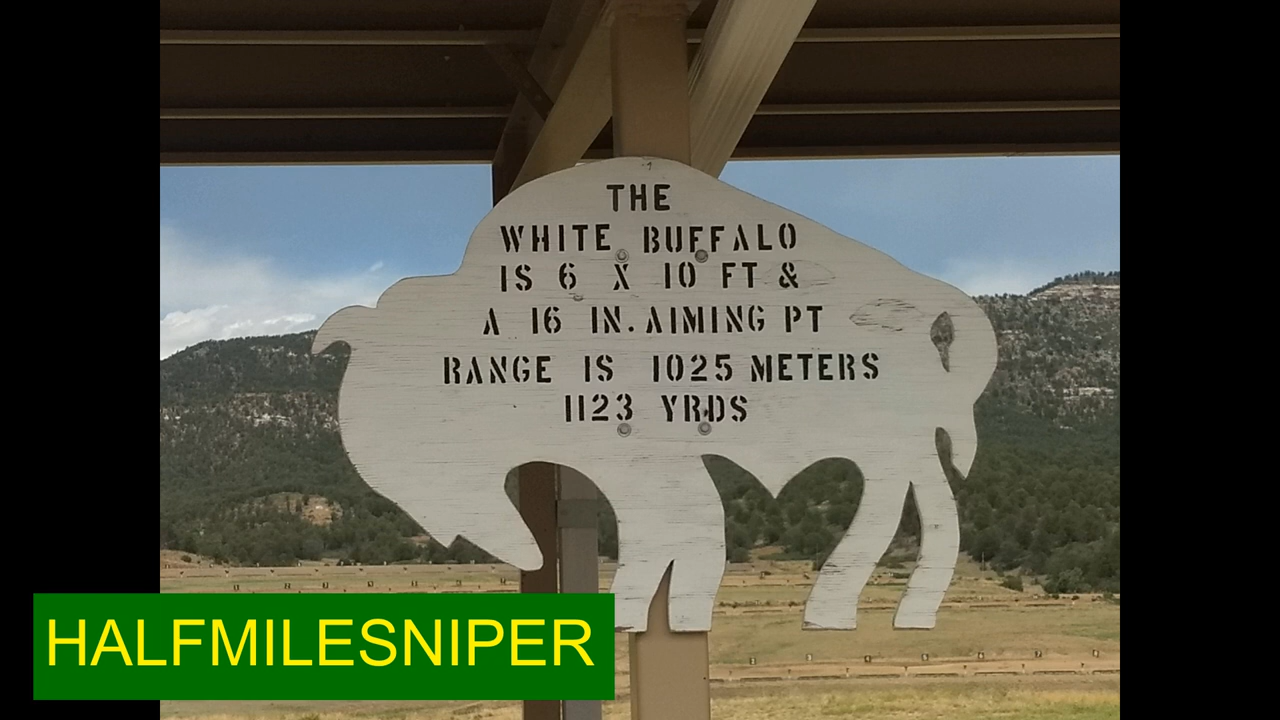 THE
WHITE BUFFALO
IS 6 X 10 FT &
A 16 IN. AIMING PT
RANGE IS 1025 METERS
1123 YRDS
HALFMILESNIPER